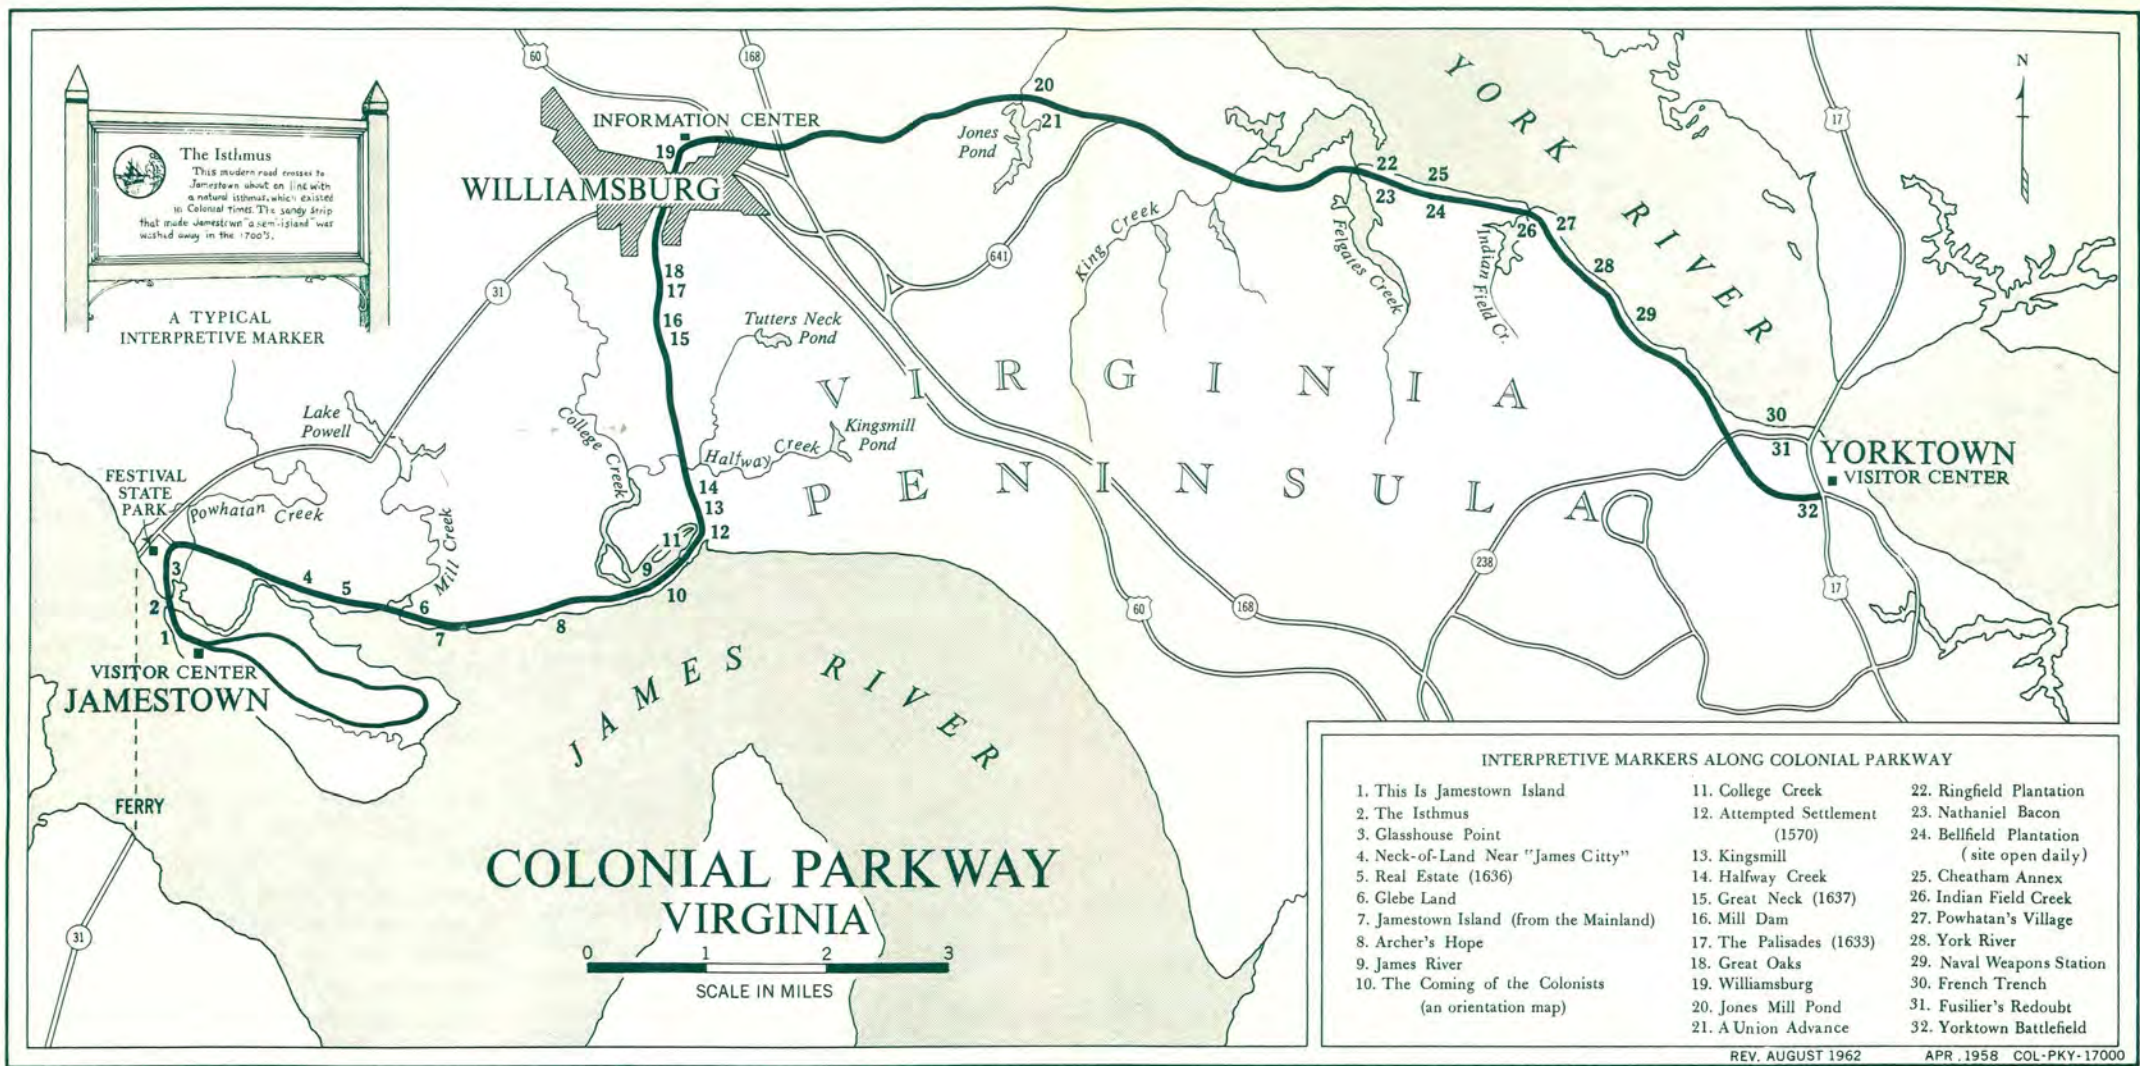 60
168
N
YORK RIVER
17
20
INFORMATION CENTER
21
Jones
Pond
19
The Isthmus
This modern road crosses to
Jamestown about on line with
a natural isthmus, which existed
in Colonial times. The sandy strip
that made Jamestown "a semi-island" was
washed away in the 1700's.
22
25
WILLIAMSBURG
23
24
26
27
King Creek
Felgates Creek
Indian Field Cr.
641
18
28
17
31
A TYPICAL
INTERPRETIVE MARKER
16
15
Tutters Neck
Pond
29
VIRGINIA
Lake
Powell
30
College Creek
Kingsmill
Pond
31
YORKTOWN
Halfway Creek
VISITOR CENTER
FESTIVAL
STATE
PARK
PENINSULA
14
13
32
Powhatan Creek
12
11
Mill Creek
238
3
9
4
5
17
10
2
6
60
168
8
7
1
VISITOR CENTER
JAMESTOWN
JAMES RIVER
FERRY
31
COLONIAL PARKWAY
VIRGINIA
0 1 2 3
SCALE IN MILES
INTERPRETIVE MARKERS ALONG COLONIAL PARKWAY
1. This Is Jamestown Island
2. The Isthmus
3. Glasshouse Point
4. Neck-of-Land Near "James Citty"
5. Real Estate (1636)
6. Glebe Land
7. Jamestown Island (from the Mainland)
8. Archer's Hope
9. James River
10. The Coming of the Colonists
(an orientation map)
11. College Creek
12. Attempted Settlement
(1570)
13. Kingsmill
14. Halfway Creek
15. Great Neck (1637)
16. Mill Dam
17. The Palisades (1633)
18. Great Oaks
19. Williamsburg
20. Jones Mill Pond
21. A Union Advance
22. Ringfield Plantation
23. Nathaniel Bacon
24. Bellfield Plantation
(site open daily)
25. Cheatham Annex
26. Indian Field Creek
27. Powhatan's Village
28. York River
29. Naval Weapons Station
30. French Trench
31. Fusilier's Redoubt
32. Yorktown Battlefield
REV. AUGUST 1962 APR. 1958 COL-PKY-17000